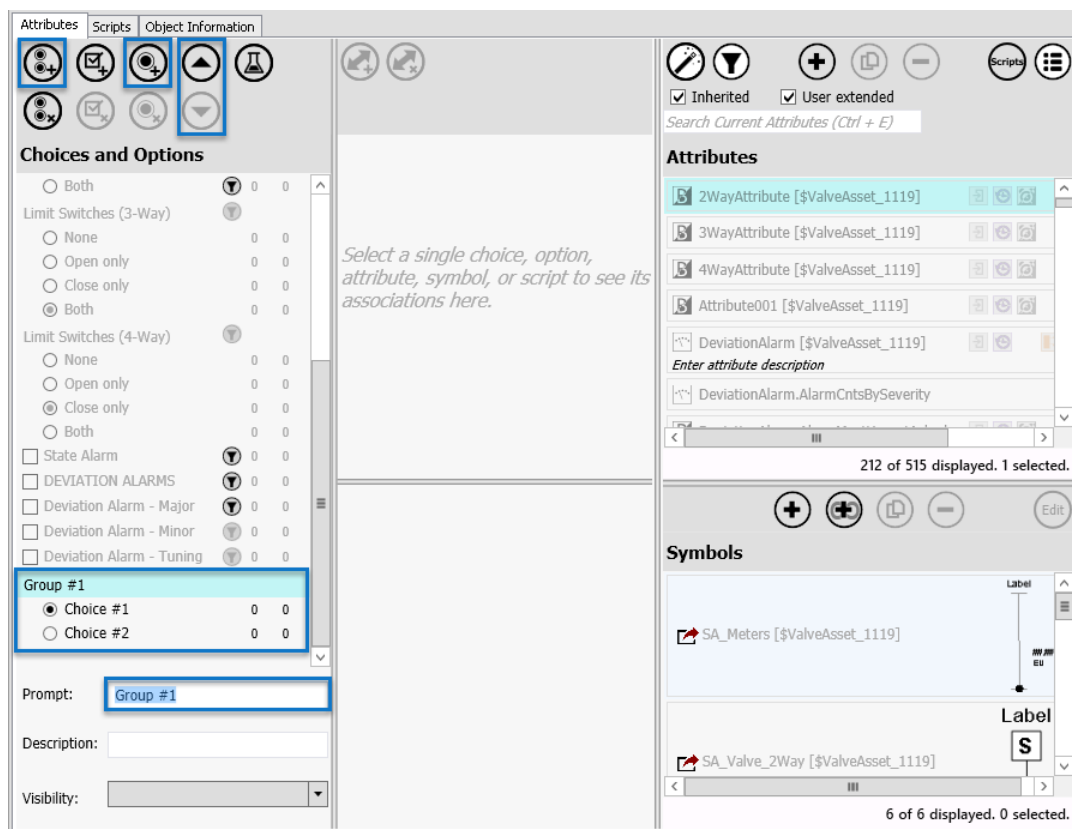 Attributes Scripts Object Information
Choices and Options
Both 0 0
Limit Switches (3-Way)
None 0 0
Open only 0 0
Close only 0 0
Both 0 0
Limit Switches (4-Way)
None 0 0
Open only 0 0
Close only 0 0
Both 0 0
State Alarm 0 0
DEVIATION ALARMS 0 0
Deviation Alarm - Major 0 0
Deviation Alarm - Minor 0 0
Deviation Alarm - Tuning 0 0
Group #1
Choice #1 0 0
Choice #2 0 0
Prompt: Group #1
Description:
Visibility:
Select a single choice, option,
attribute, symbol, or script to see its
associations here.
Scripts
Inherited User extended
Search Current Attributes (Ctrl + E)
Attributes
2WayAttribute [$ValveAsset_1119]
3WayAttribute [$ValveAsset_1119]
4WayAttribute [$ValveAsset_1119]
Attribute001 [$ValveAsset_1119]
DeviationAlarm [$ValveAsset_1119]
Enter attribute description
DeviationAlarm.AlarmCntsBySeverity
212 of 515 displayed. 1 selected.
Edit
Symbols
Label
SA_Meters [$ValveAsset_1119]
EU
Label
S
SA_Valve_2Way [$ValveAsset_1119]
6 of 6 displayed. 0 selected.